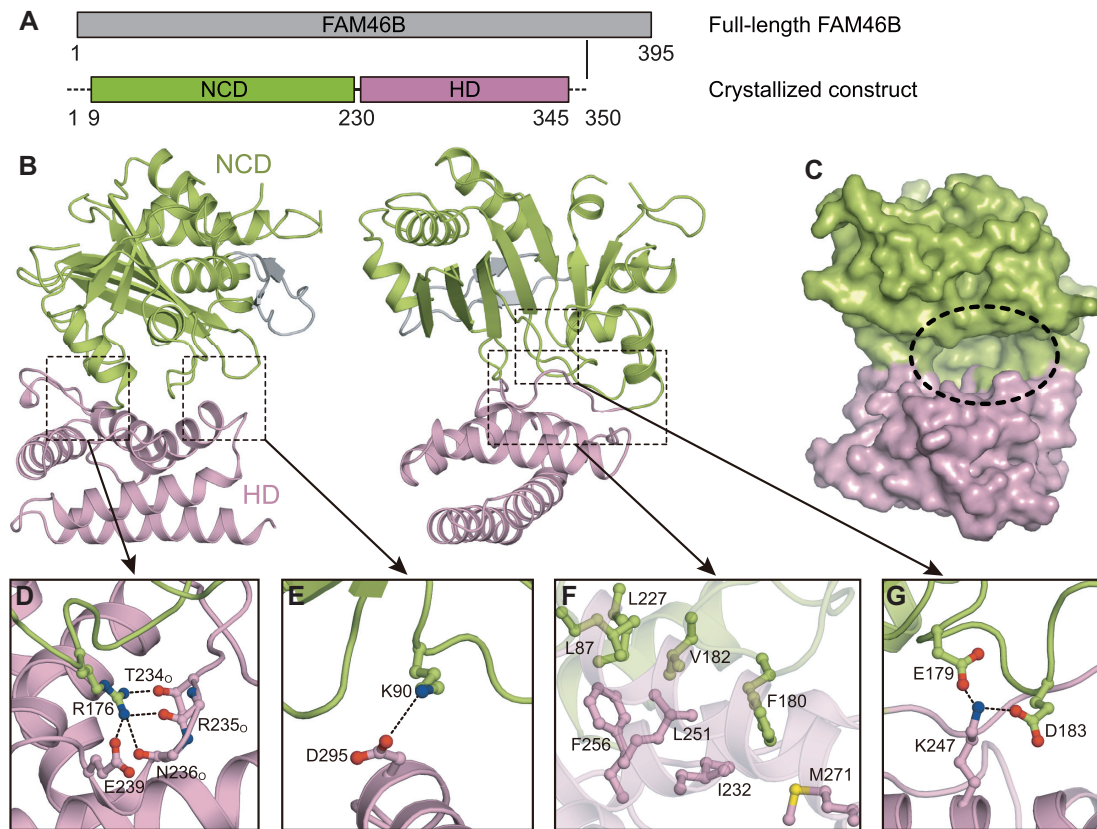 A
FAM46B
Full-length FAM46B
1
395
NCD
HD
Crystallized construct
1 9
230
345
350
B
NCD
C
HD
D
T234O
R176
R235O
N236O
E239
E
K90
D295
F
L227
L87
V182
F180
F256
L251
I232
M271
G
E179
K247
D183